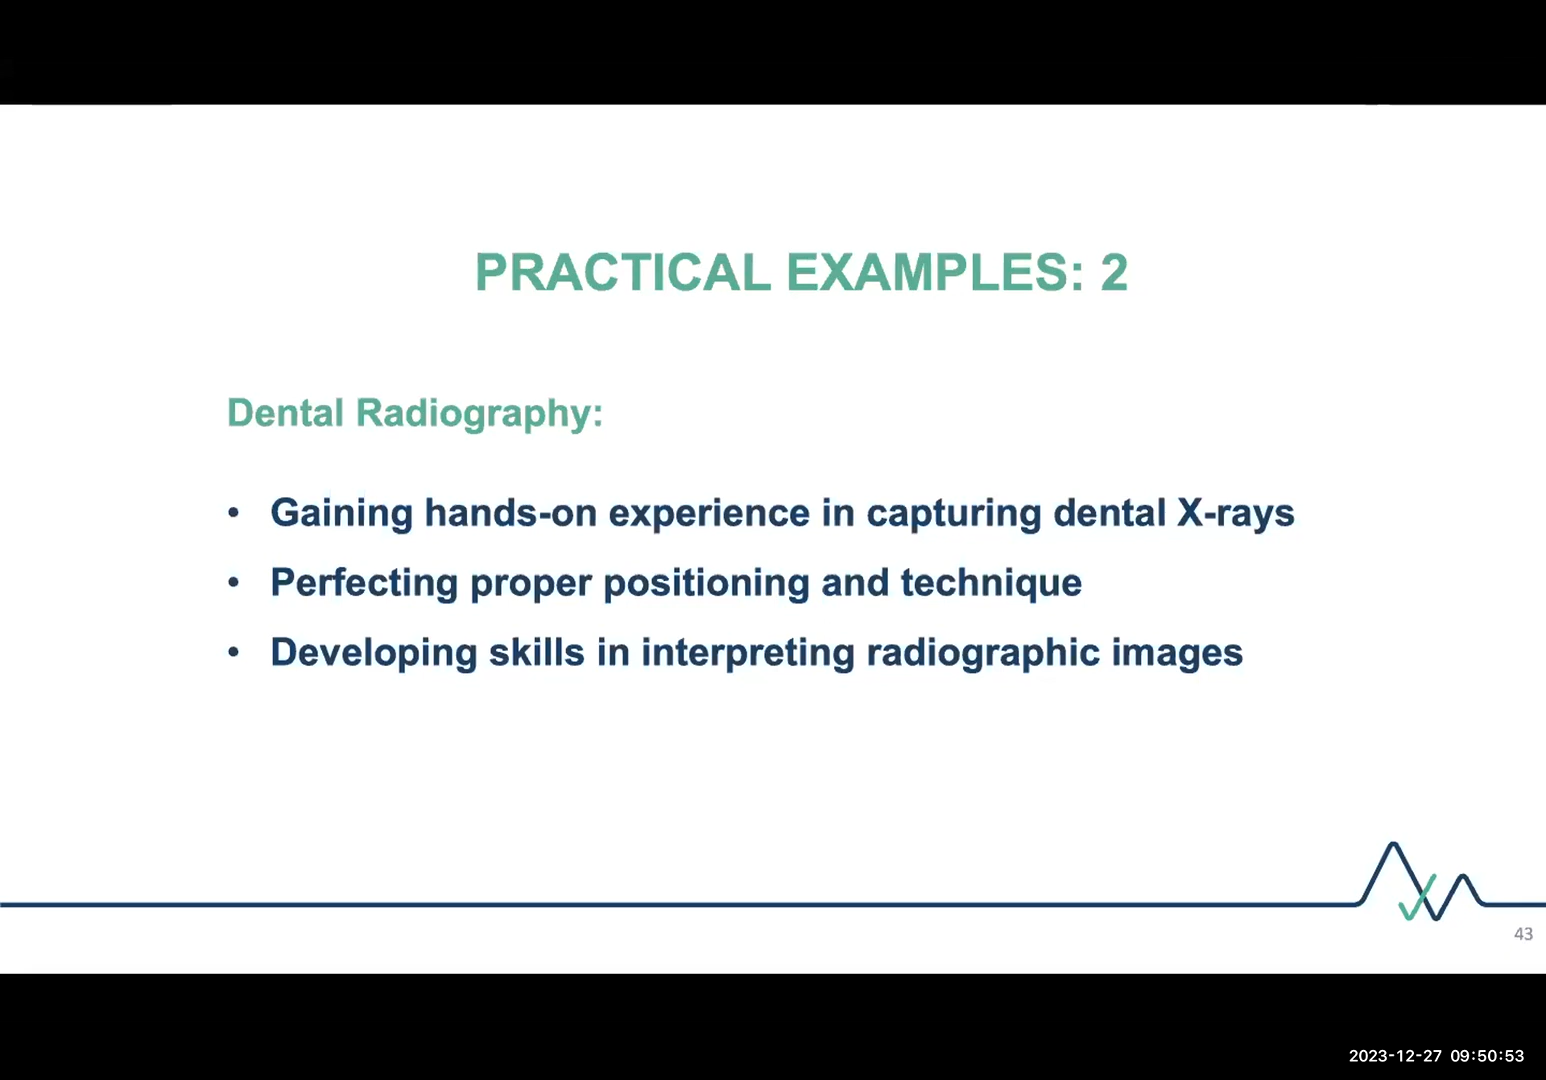 PRACTICAL EXAMPLES: 2
Dental Radiography:
• Gaining hands-on experience in capturing dental X-rays
• Perfecting proper positioning and technique
• Developing skills in interpreting radiographic images
43
2023-12-27 09:50:53